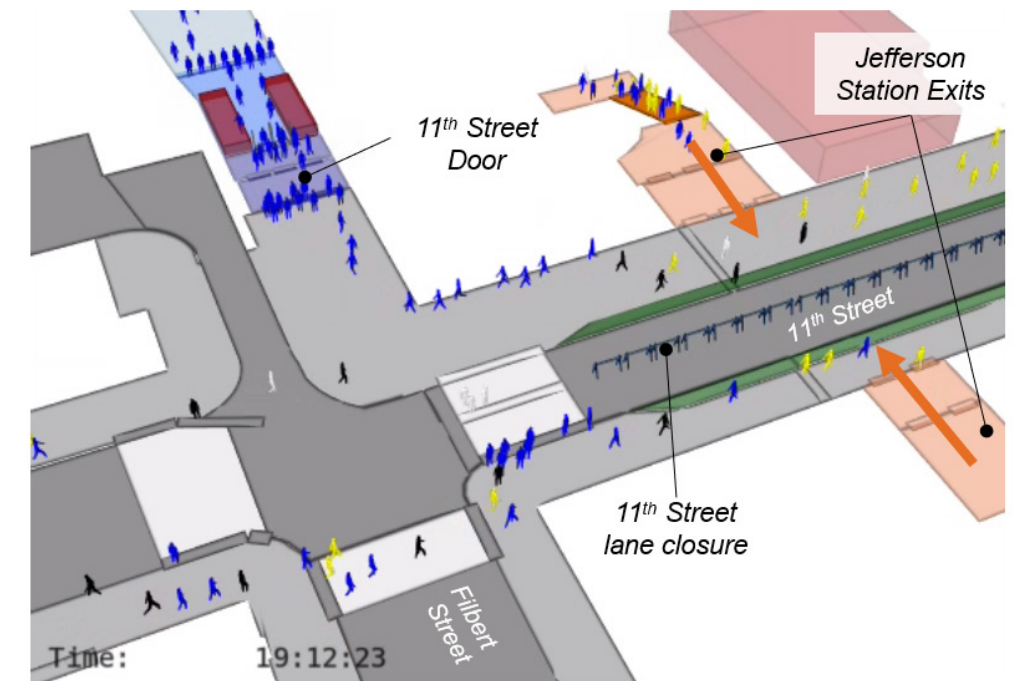 Jefferson
Station Exits
11th Street
Door
11th Street
11th Street
lane closure
Filbert
Street
Time: 19:12:23